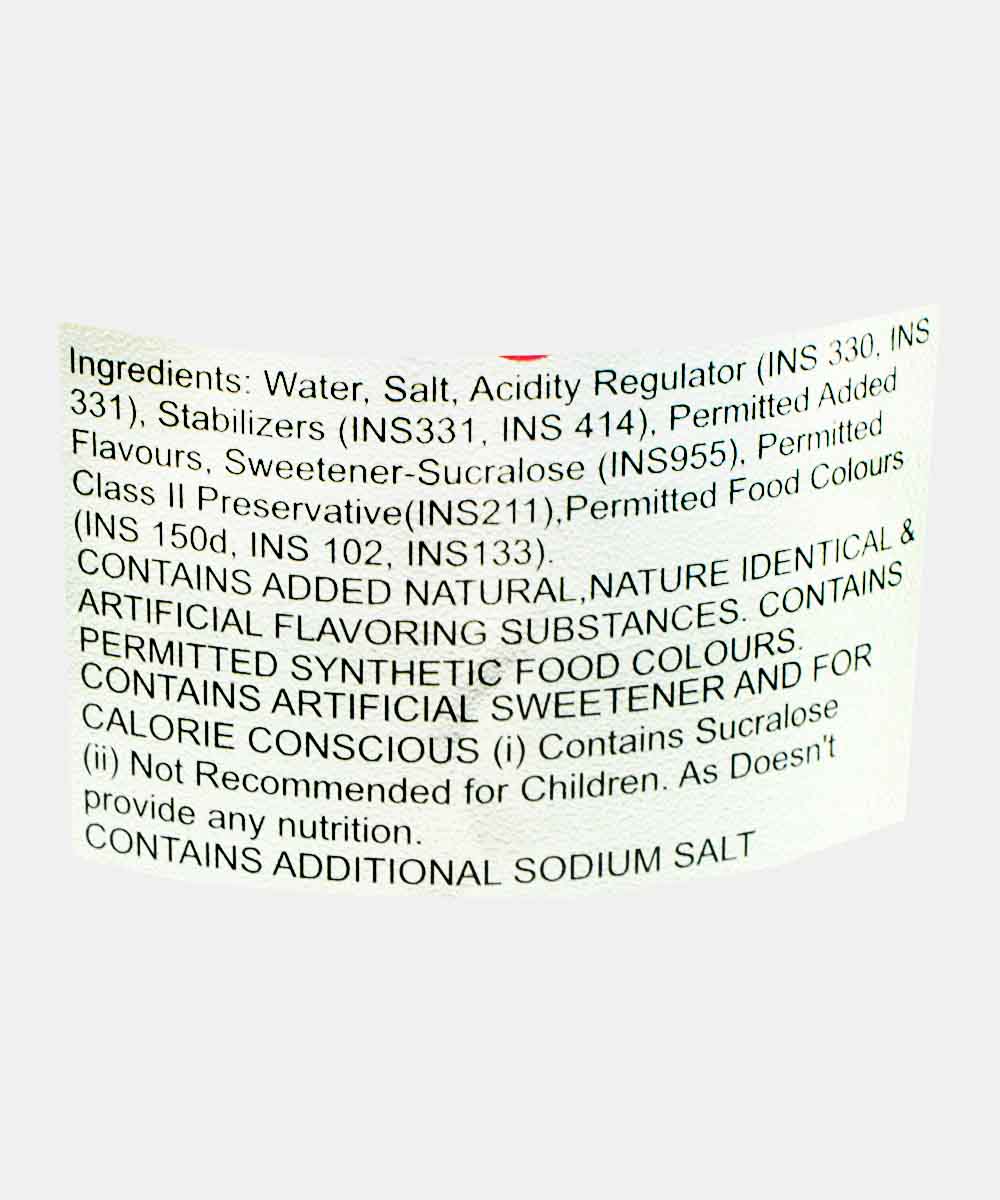 Ingredients: Water, Salt, Acidity Regulator (INS 330, INS
331), Stabilizers (INS331, INS 414), Permitted Added
Flavours, Sweetener-Sucralose (INS955), Permitted
Class II Preservative(INS211),Permitted Food Colours
(INS 150d, INS 102, INS133).
CONTAINS ADDED NATURAL,NATURE IDENTICAL &
ARTIFICIAL FLAVORING SUBSTANCES. CONTAINS
PERMITTED SYNTHETIC FOOD COLOURS.
CONTAINS ARTIFICIAL SWEETENER AND FOR
CALORIE CONSCIOUS (i) Contains Sucralose
(ii) Not Recommended for Children. As Doesn't
provide any nutrition.
CONTAINS ADDITIONAL SODIUM SALT